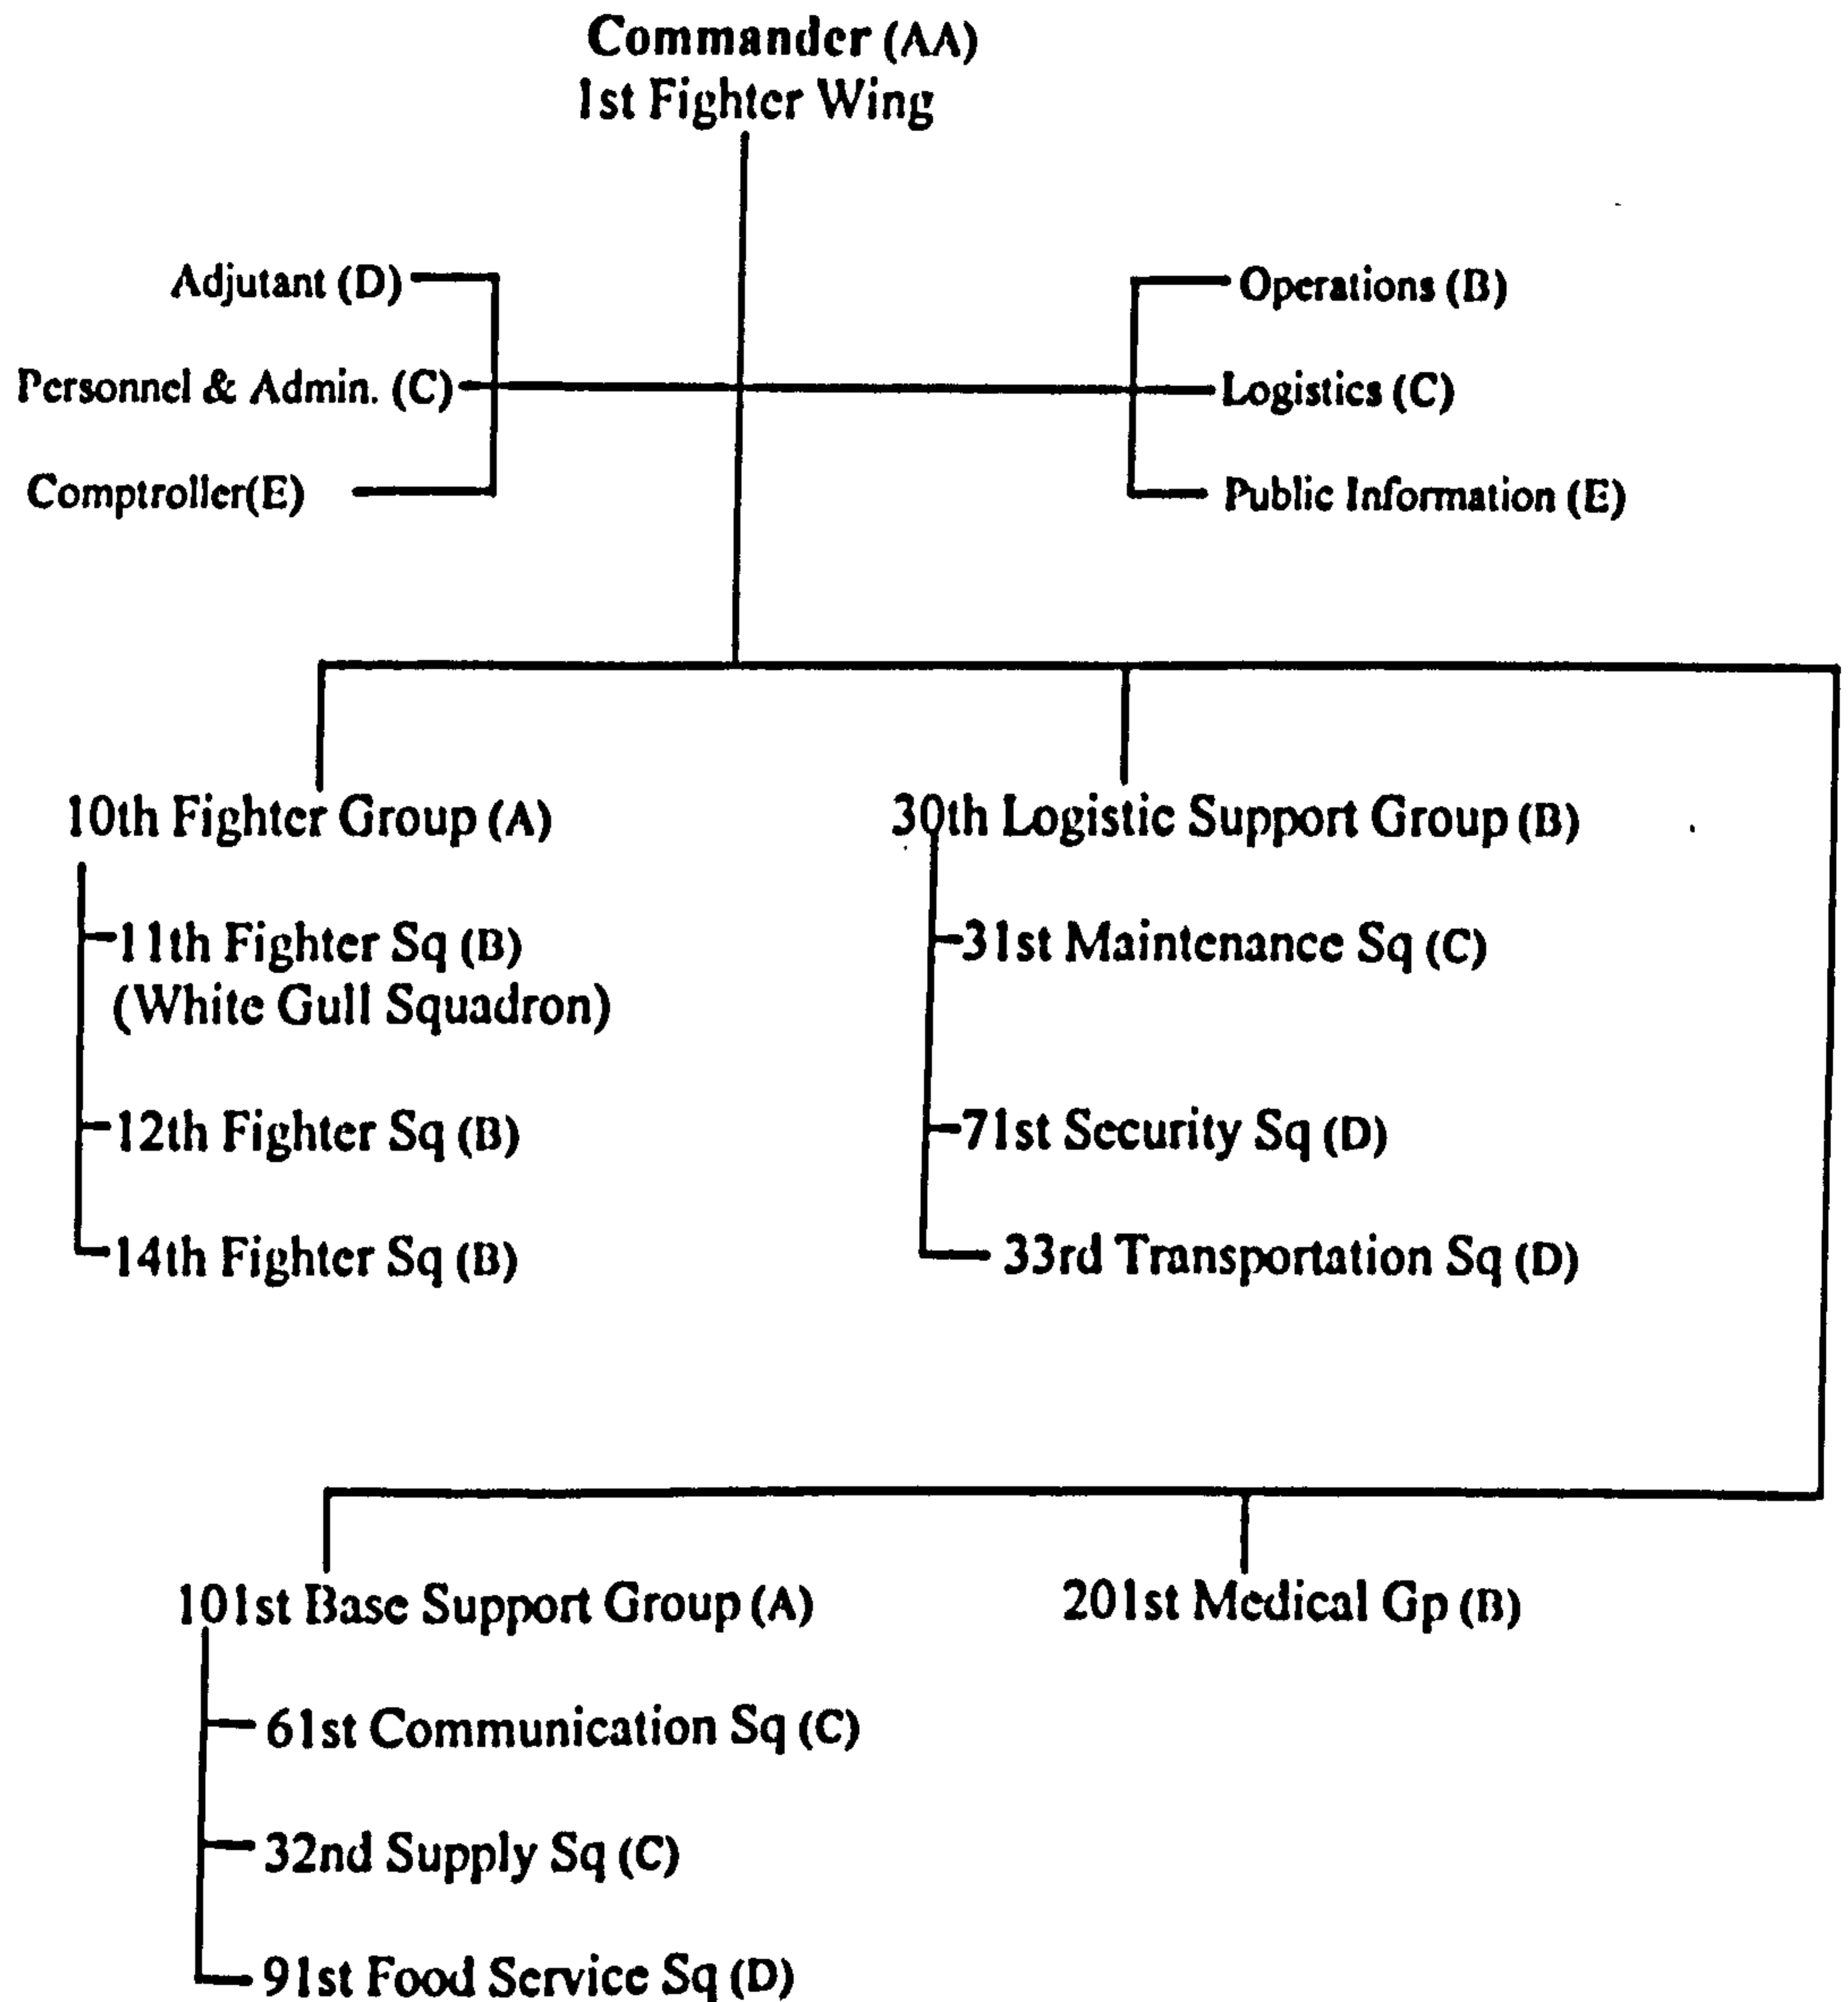 Commander (AA)
1st Fighter Wing
Adjutant (D)
Personnel & Admin. (C)
Comptroller(E)
Operations (B)
Logistics (C)
Public Information (E)
10th Fighter Group (A)
11th Fighter Sq (B)
(White Gull Squadron)
12th Fighter Sq (B)
14th Fighter Sq (B)
30th Logistic Support Group (B)
31st Maintenance Sq (C)
71st Security Sq (D)
33rd Transportation Sq (D)
101st Base Support Group (A)
61st Communication Sq (C)
32nd Supply Sq (C)
91st Food Service Sq (D)
201st Medical Gp (B)